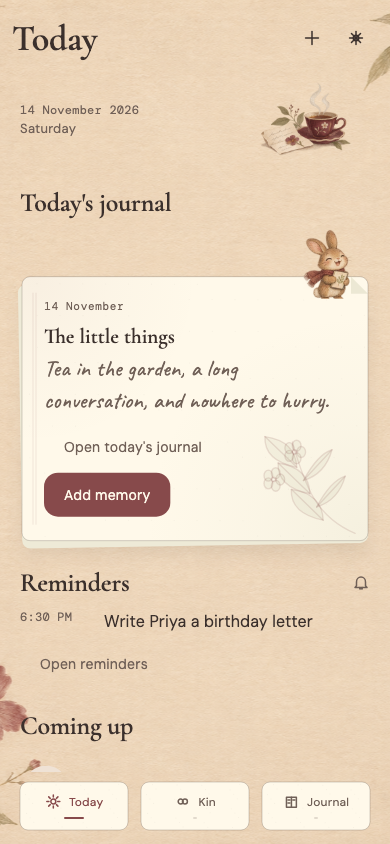 Today
14 November 2026
Saturday
Today's journal
14 November
The little things
Tea in the garden, a long
conversation, and nowhere to hurry.
Open today's journal
Add memory
Reminders
6:30 PM Write Priya a birthday letter
Open reminders
Coming up
Today Kin Journal